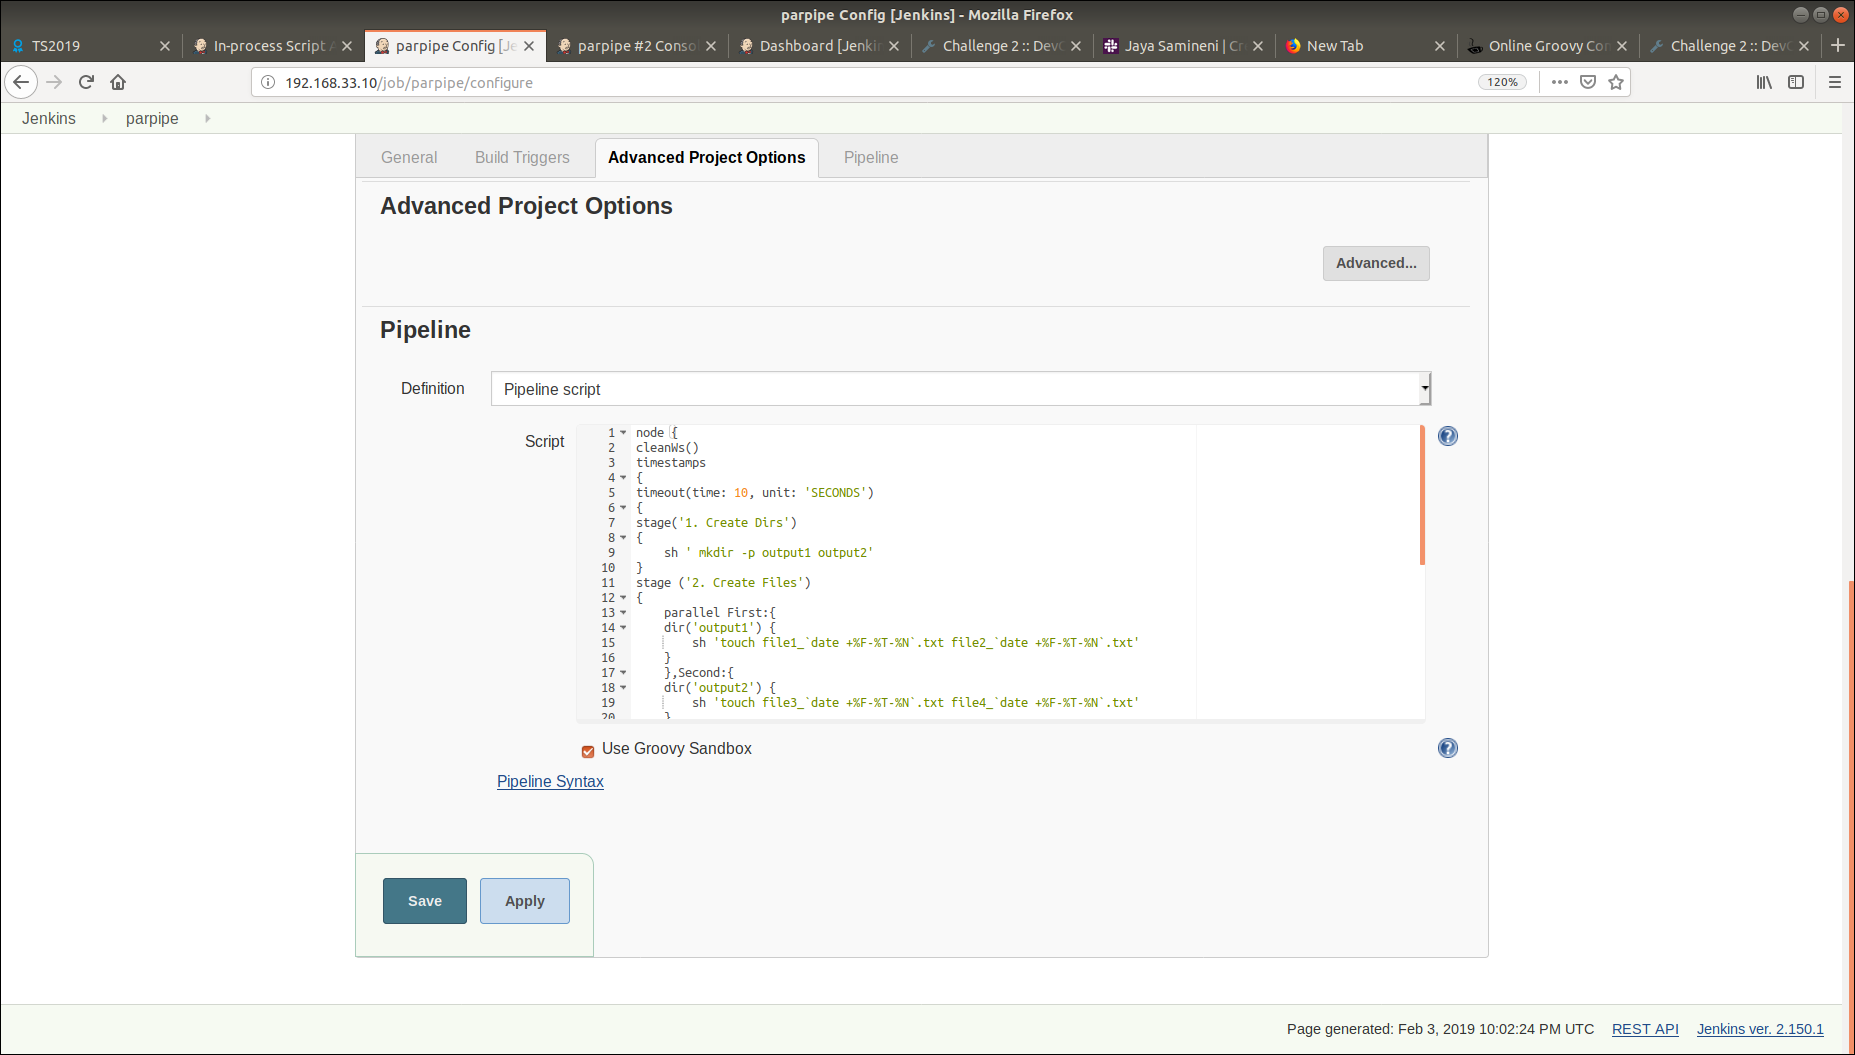 parpipe Config [Jenkins] - Mozilla Firefox
TS2019
In-process Script A
parpipe Config [Je
parpipe #2 Conso
Dashboard [Jenkin
Challenge 2 :: DevO
Jaya Samineni | Cr
New Tab
Online Groovy Con
Challenge 2 :: DevO
192.168.33.10/job/parpipe/configure
120%
Jenkins
parpipe
General
Build Triggers
Advanced Project Options
Pipeline
Advanced Project Options
Advanced...
Pipeline
Definition
Pipeline script
Script
1 node {
2 cleanWs()
3 timestamps
4 {
5 timeout(time: 10, unit: 'SECONDS')
6 {
7 stage('1. Create Dirs')
8 {
9     sh ' mkdir -p output1 output2'
10 }
11 stage ('2. Create Files')
12 {
13     parallel First:{
14     dir('output1') {
15         sh 'touch file1_`date +%F-%T-%N`.txt file2_`date +%F-%T-%N`.txt'
16     }
17     },Second:{
18     dir('output2') {
19         sh 'touch file3_`date +%F-%T-%N`.txt file4_`date +%F-%T-%N`.txt'
20     }
Use Groovy Sandbox
Pipeline Syntax
Save
Apply
Page generated: Feb 3, 2019 10:02:24 PM UTC
REST API
Jenkins ver. 2.150.1